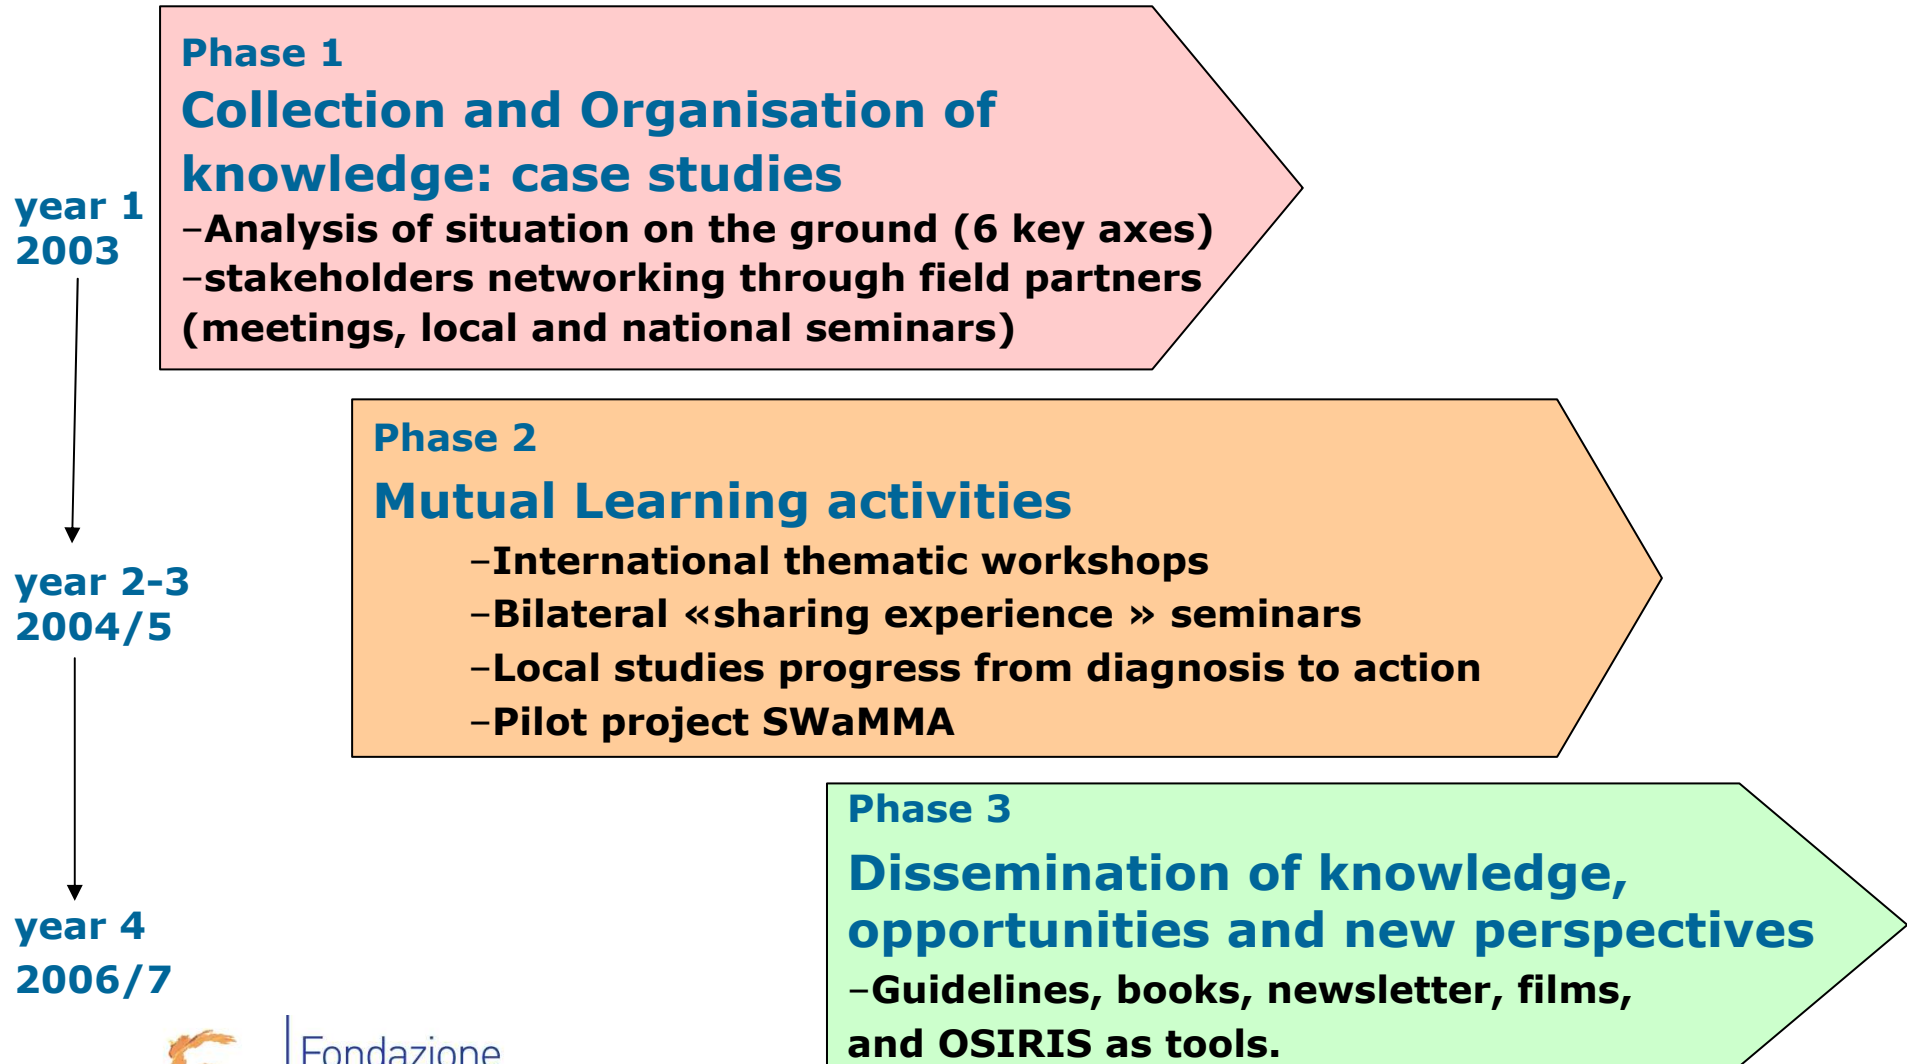 Phase 1
Collection and Organisation of
knowledge: case studies
–Analysis of situation on the ground (6 key axes)
–stakeholders networking through field partners
(meetings, local and national seminars)
year 1
2003
Phase 2
Mutual Learning activities
–International thematic workshops
–Bilateral «sharing experience » seminars
–Local studies progress from diagnosis to action
–Pilot project SWaMMA
year 2-3
2004/5
Phase 3
Dissemination of knowledge,
opportunities and new perspectives
–Guidelines, books, newsletter, films,
and OSIRIS as tools.
year 4
2006/7
Fondazione